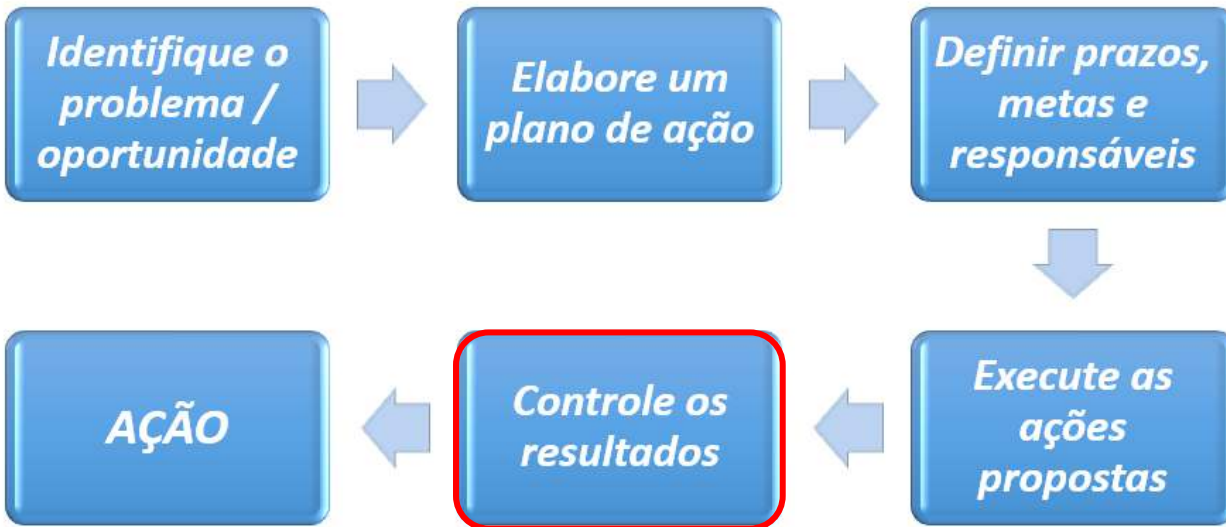 Identifique o
problema /
oportunidade
Elabore um
plano de ação
Definir prazos,
metas e
responsáveis
Execute as
ações
propostas
Controle os
resultados
AÇÃO